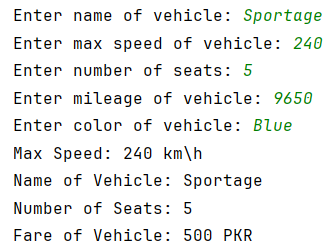 Enter name of vehicle: Sportage
Enter max speed of vehicle: 240
Enter number of seats: 5
Enter mileage of vehicle: 9650
Enter color of vehicle: Blue
Max Speed: 240 km\h
Name of Vehicle: Sportage
Number of Seats: 5
Fare of Vehicle: 500 PKR